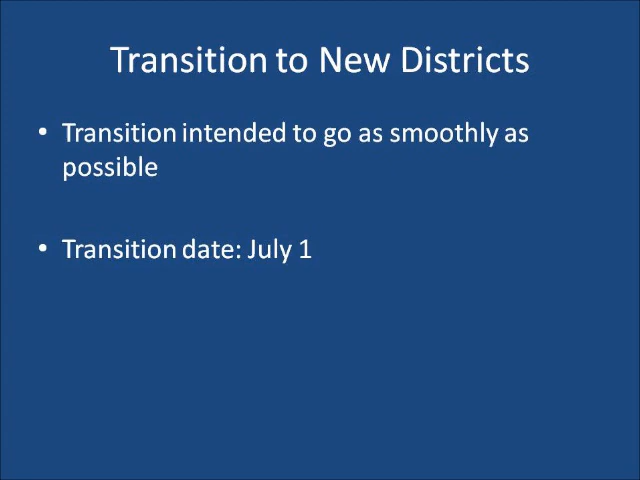 Transition to New Districts
• Transition intended to go as smoothly as
possible
• Transition date: July 1